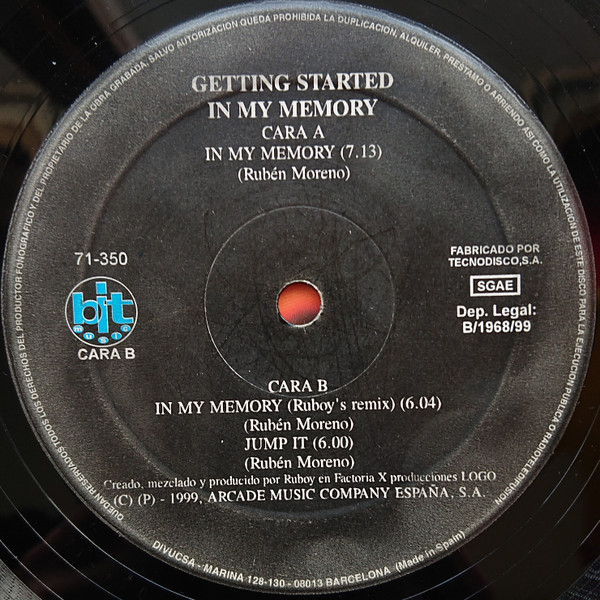 QUEDAN RESERVADOS TODOS LOS DERECHOS DEL PRODUCTOR FONOGRAFICO Y DEL PROPIETARIO DE LA OBRA GRABADA. SALVO AUTORIZACION QUEDA PROHIBIDA LA DUPLICACION, ALQUILER, PRESTAMO O ARRIENDO ASI COMO LA UTILIZACION DE ESTE DISCO PARA LA EJECUCION PUBLICA O RADIOTELEDIFUSION
GETTING STARTED
IN MY MEMORY
CARA A
IN MY MEMORY (7.13)
(Rubén Moreno)
71-350
bit
music
CARA B
FABRICADO POR
TECNODISCO,S.A.
SGAE
Dep. Legal:
B/1968/99
CARA B
IN MY MEMORY (Ruboy's remix) (6.04)
(Rubén Moreno)
JUMP IT (6.00)
(Rubén Moreno)
Creado, mezclado y producido por Ruboy en Factoria X producciones LOGO
(C) (P) - 1999, ARCADE MUSIC COMPANY ESPAÑA, S.A.
DIVUCSA - MARINA 128-130 - 08013 BARCELONA (Made in Spain)